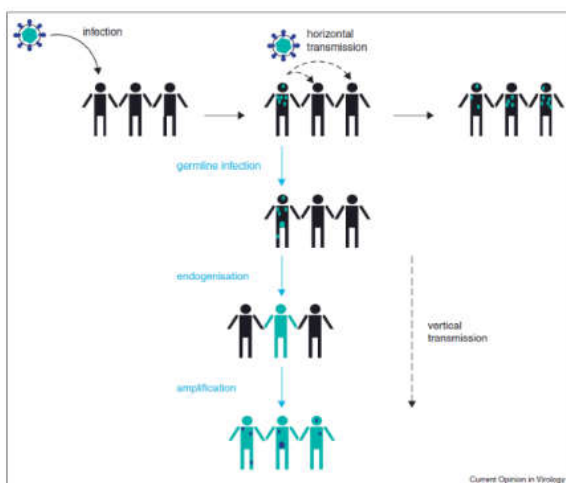 infection
horizontal
transmission
germline infection
endogenisation
vertical
transmission
amplification
Current Opinion in Virology